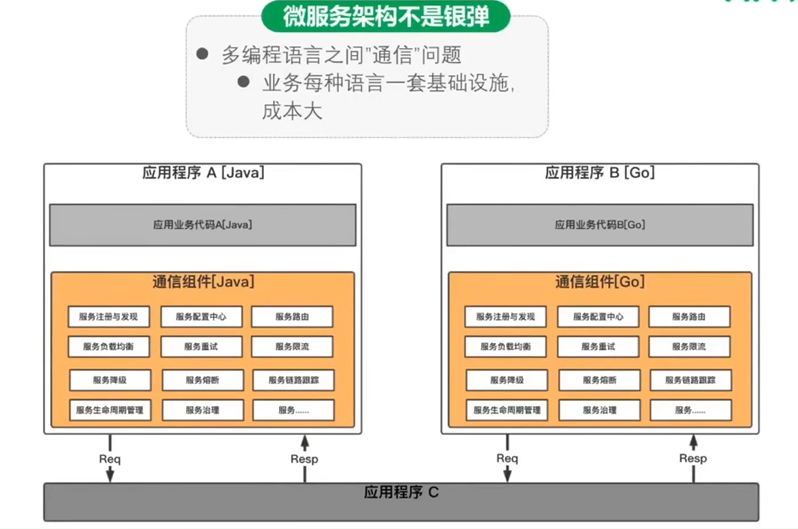 微服务架构不是银弹
多编程语言之间"通信"问题
业务每种语言一套基础设施,
成本大
应用程序 A [Java]
应用业务代码A[Java]
通信组件[Java]
服务注册与发现
服务配置中心
服务路由
服务负载均衡
服务重试
服务限流
服务降级
服务熔断
服务链路跟踪
服务生命周期管理
服务治理
服务......
Req
Resp
应用程序 B [Go]
应用业务代码B[Go]
通信组件[Go]
服务注册与发现
服务配置中心
服务路由
服务负载均衡
服务重试
服务限流
服务降级
服务熔断
服务链路跟踪
服务生命周期管理
服务治理
服务......
Req
Resp
应用程序 C